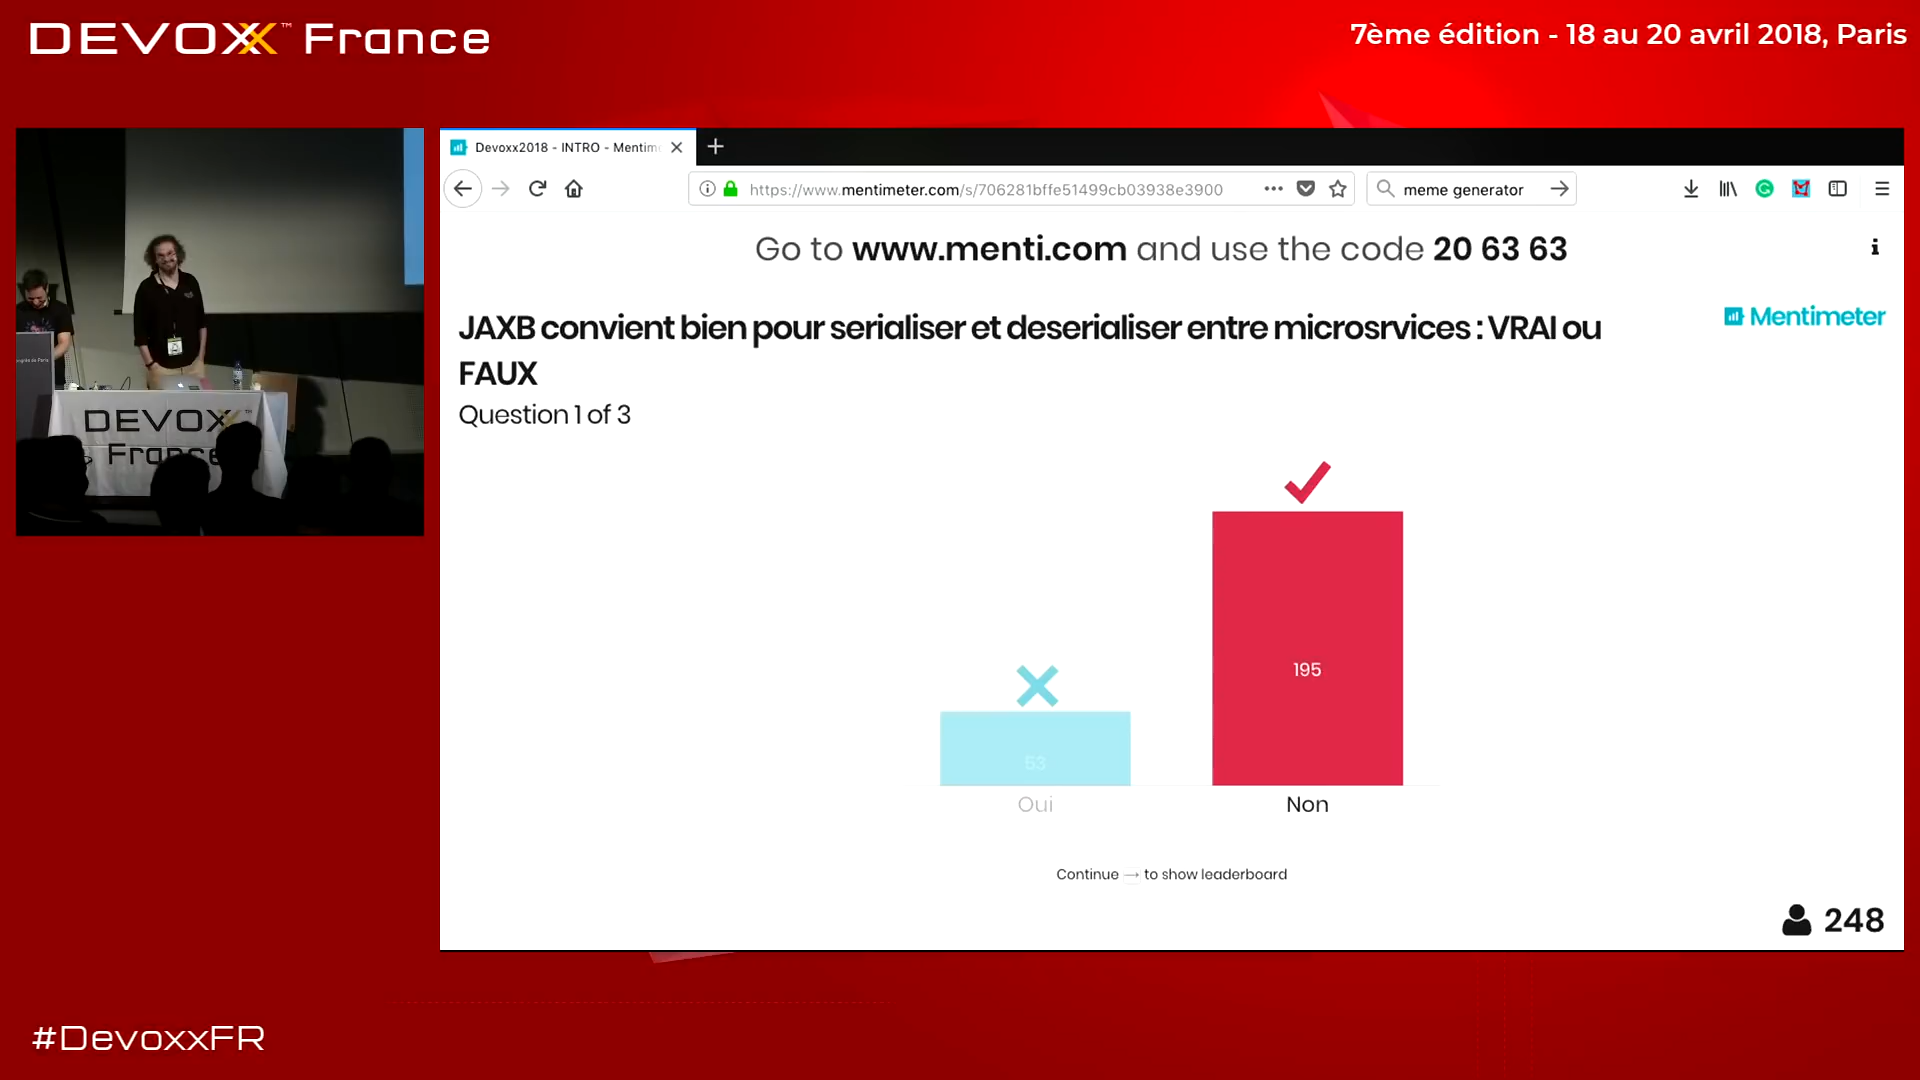 DEVOXX™ France
7ème édition - 18 au 20 avril 2018, Paris
Devoxx2018 - INTRO - Mentim
https://www.mentimeter.com/s/706281bffe51499cb03938e3900
meme generator
Go to www.menti.com and use the code 20 63 63
Mentimeter
JAXB convient bien pour serialiser et deserialiser entre microsrvices : VRAI ou
FAUX
Question 1 of 3
53
195
Oui
Non
Continue → to show leaderboard
248
DEVOXX™
France
#DevoxxFR